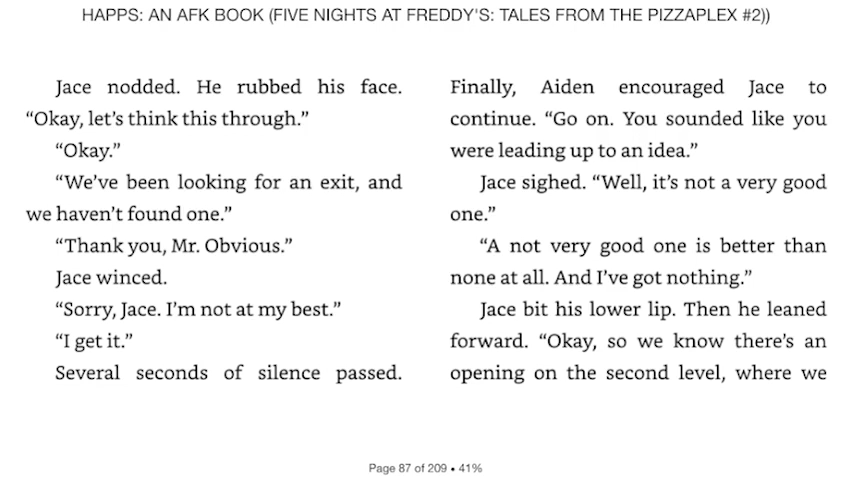 HAPPS: AN AFK BOOK (FIVE NIGHTS AT FREDDY'S: TALES FROM THE PIZZAPLEX #2))
Jace nodded. He rubbed his face.
“Okay, let’s think this through.”
“Okay.”
“We’ve been looking for an exit, and
we haven’t found one.”
“Thank you, Mr. Obvious.”
Jace winced.
“Sorry, Jace. I’m not at my best.”
“I get it.”
Several seconds of silence passed.
Finally, Aiden encouraged Jace to
continue. “Go on. You sounded like you
were leading up to an idea.”
Jace sighed. “Well, it’s not a very good
one.”
“A not very good one is better than
none at all. And I’ve got nothing.”
Jace bit his lower lip. Then he leaned
forward. “Okay, so we know there’s an
opening on the second level, where we
Page 87 of 209 • 41%